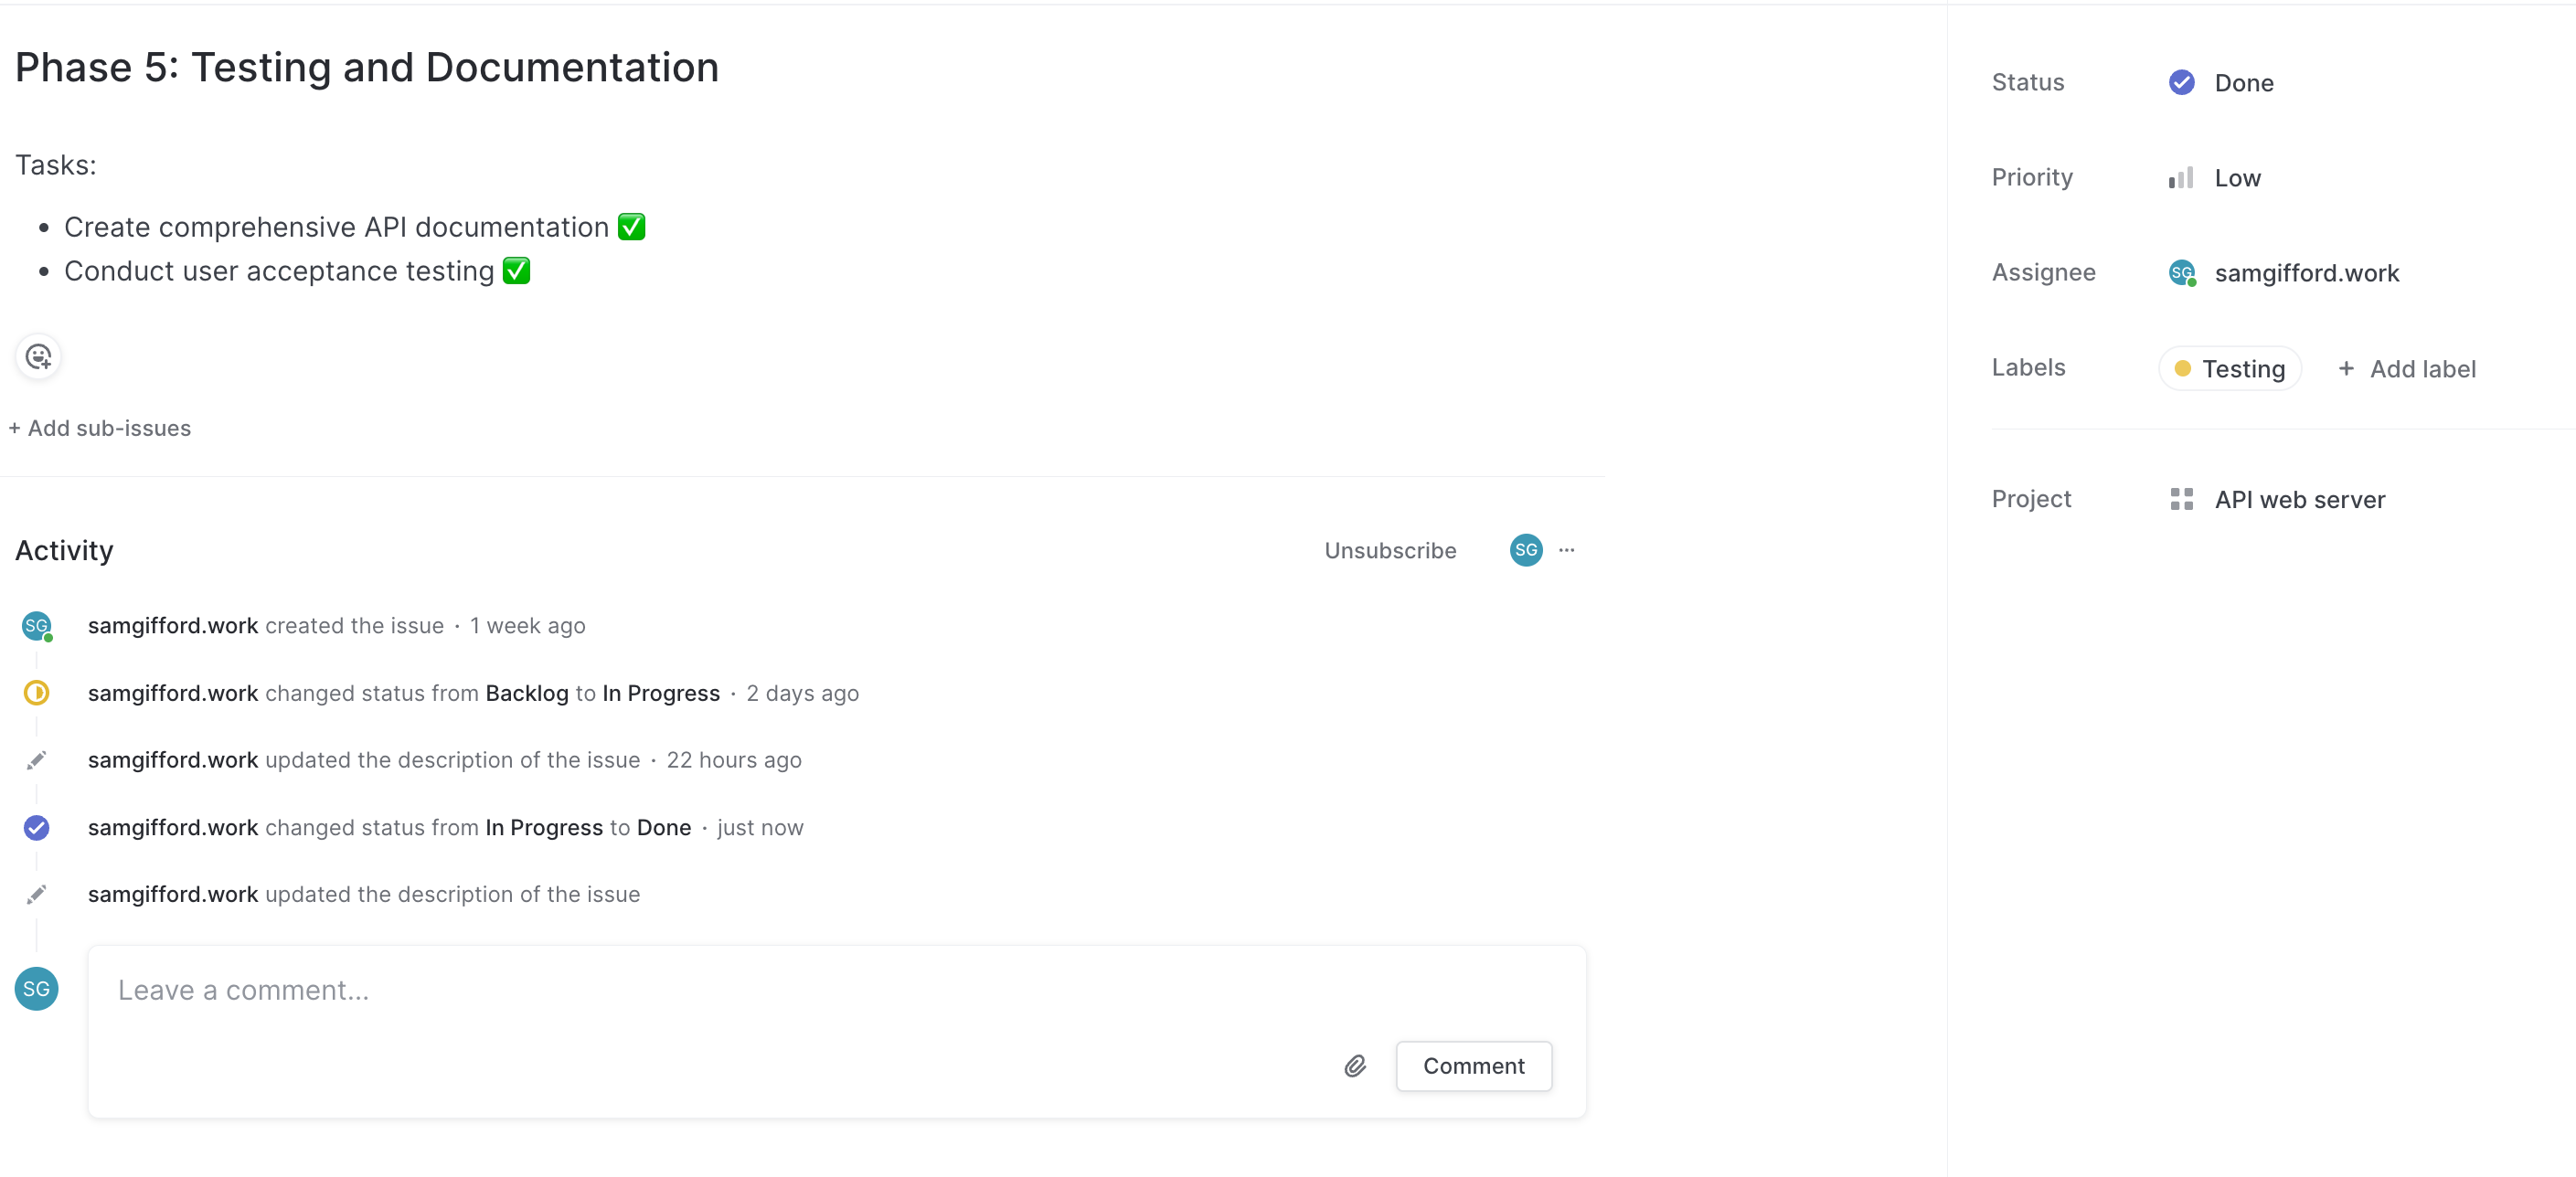 Phase 5: Testing and Documentation
Tasks:
• Create comprehensive API documentation ✅
• Conduct user acceptance testing ✅
+ Add sub-issues
Activity
Unsubscribe
SG
...
SG
samgifford.work created the issue · 1 week ago
samgifford.work changed status from Backlog to In Progress · 2 days ago
samgifford.work updated the description of the issue · 22 hours ago
samgifford.work changed status from In Progress to Done · just now
samgifford.work updated the description of the issue
SG
Leave a comment...
Comment
Status Done
Priority Low
Assignee SG samgifford.work
Labels Testing + Add label
Project API web server